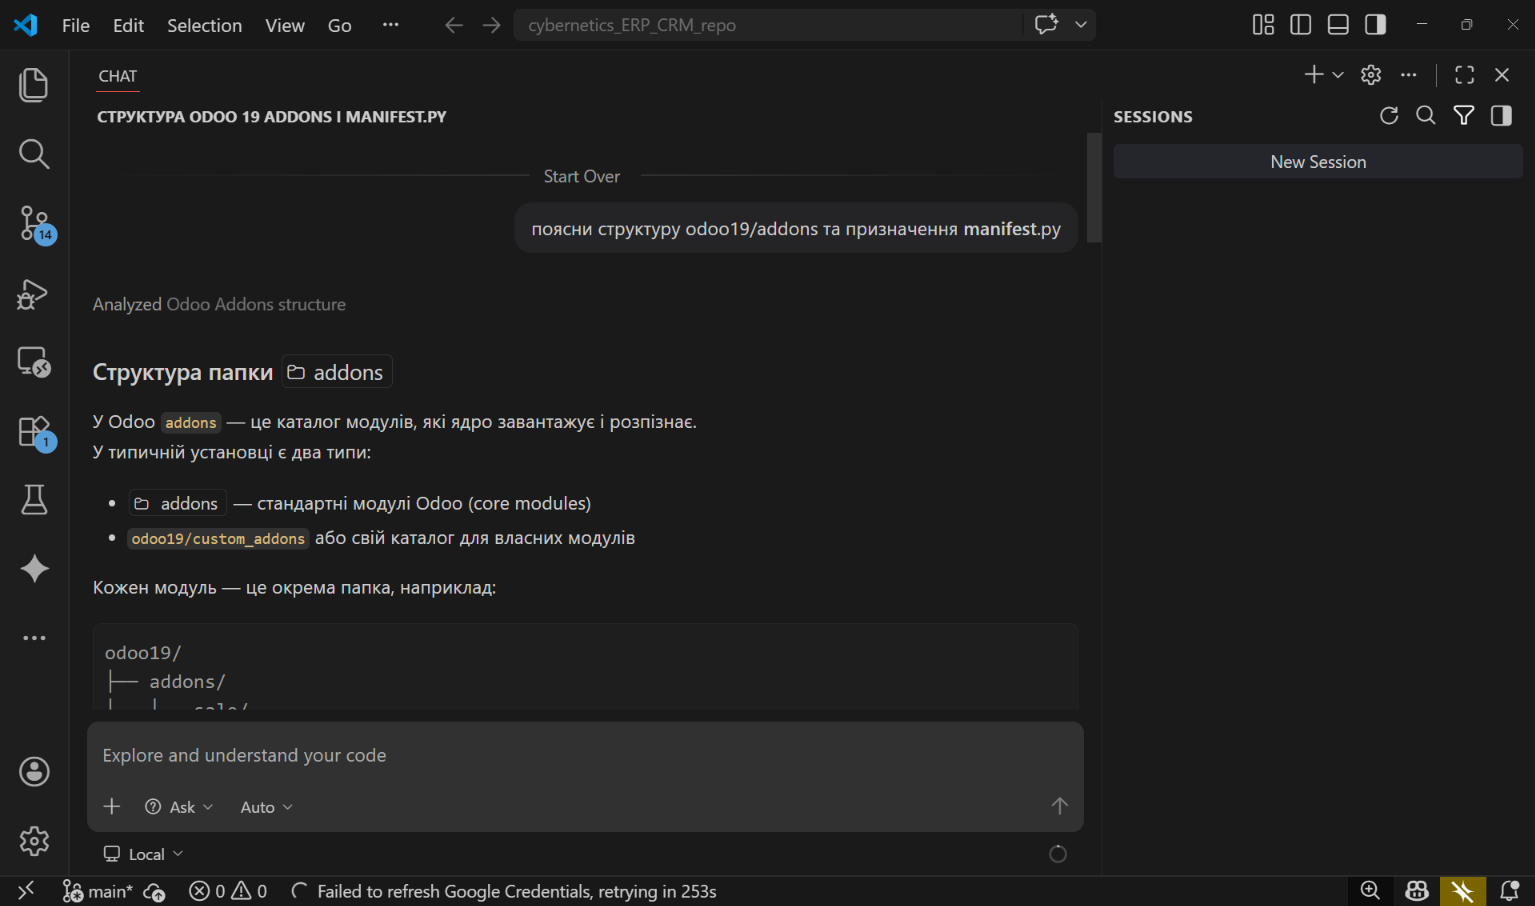 File Edit Selection View Go ···
cybernetics_ERP_CRM_repo
CHAT
СТРУКТУРА ODOO 19 ADDONS І MANIFEST.PY
SESSIONS
New Session
Start Over
поясни структуру odoo19/addons та призначення manifest.py
Analyzed Odoo Addons structure
Структура папки addons
У Odoo addons — це каталог модулів, які ядро завантажує і розпізнає.
У типичній установці є два типи:
• addons — стандартні модулі Odoo (core modules)
• odoo19/custom_addons або свій каталог для власних модулів
Кожен модуль — це окрема папка, наприклад:
odoo19/
├── addons/
│ │ sale/
Explore and understand your code
Ask Auto
Local
14
1
main* 0 0 Failed to refresh Google Credentials, retrying in 253s